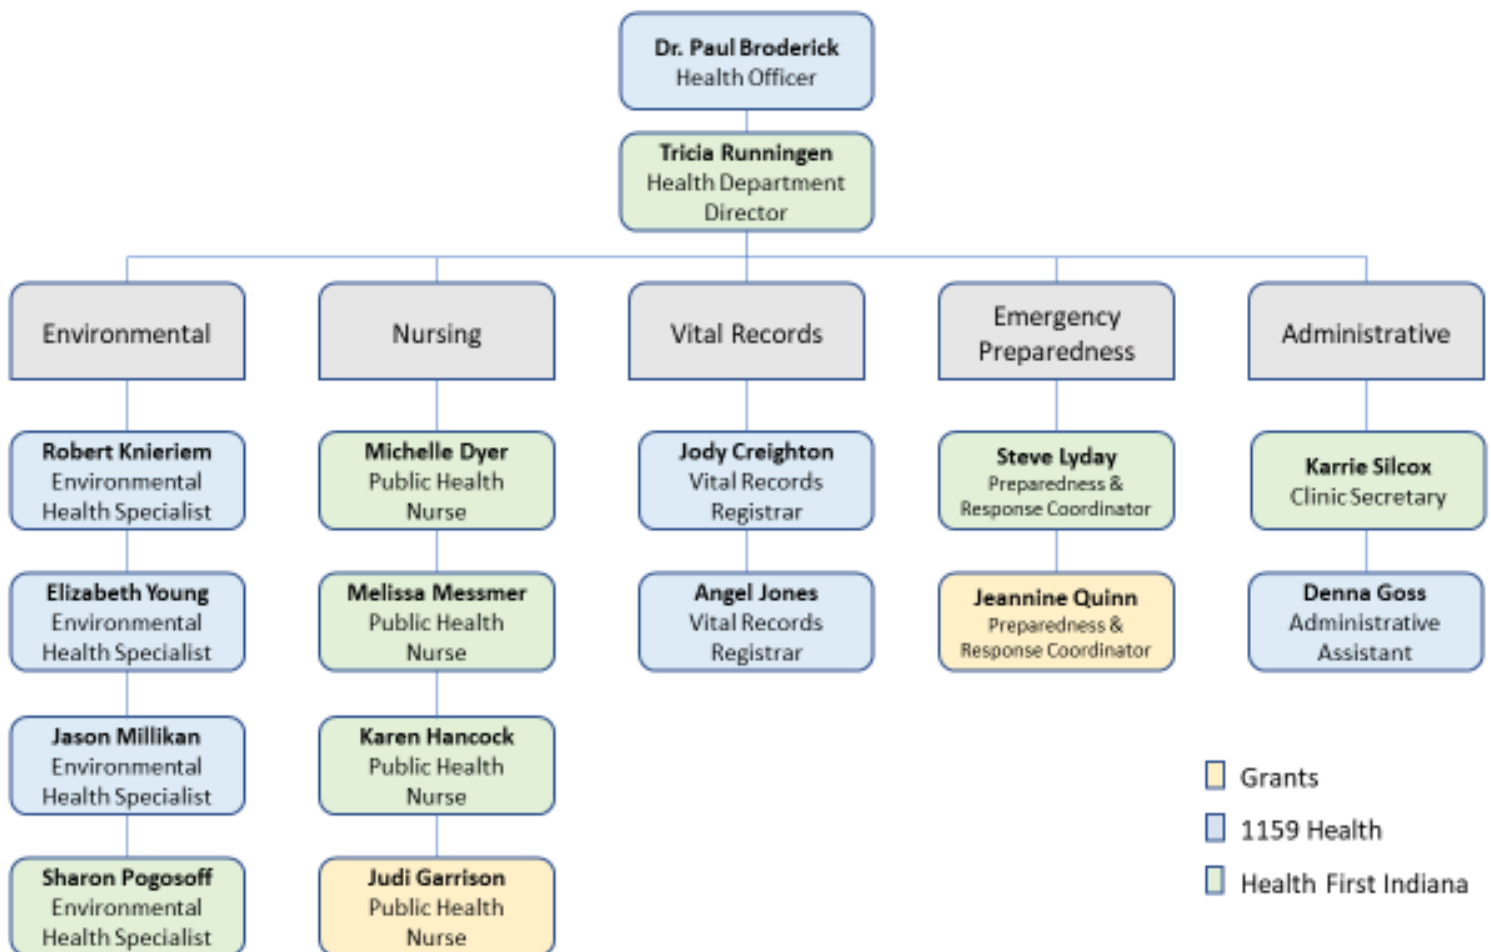 Dr. Paul Broderick
Health Officer
Tricia Runningen
Health Department
Director
Environmental
Nursing
Vital Records
Emergency
Preparedness
Administrative
Robert Knieriem
Environmental
Health Specialist
Michelle Dyer
Public Health
Nurse
Jody Creighton
Vital Records
Registrar
Steve Lyday
Preparedness &
Response Coordinator
Karrie Silcox
Clinic Secretary
Elizabeth Young
Environmental
Health Specialist
Melissa Messmer
Public Health
Nurse
Angel Jones
Vital Records
Registrar
Jeannine Quinn
Preparedness &
Response Coordinator
Denna Goss
Administrative
Assistant
Jason Millikan
Environmental
Health Specialist
Karen Hancock
Public Health
Nurse
Sharon Pogosoff
Environmental
Health Specialist
Judi Garrison
Public Health
Nurse
Grants
1159 Health
Health First Indiana